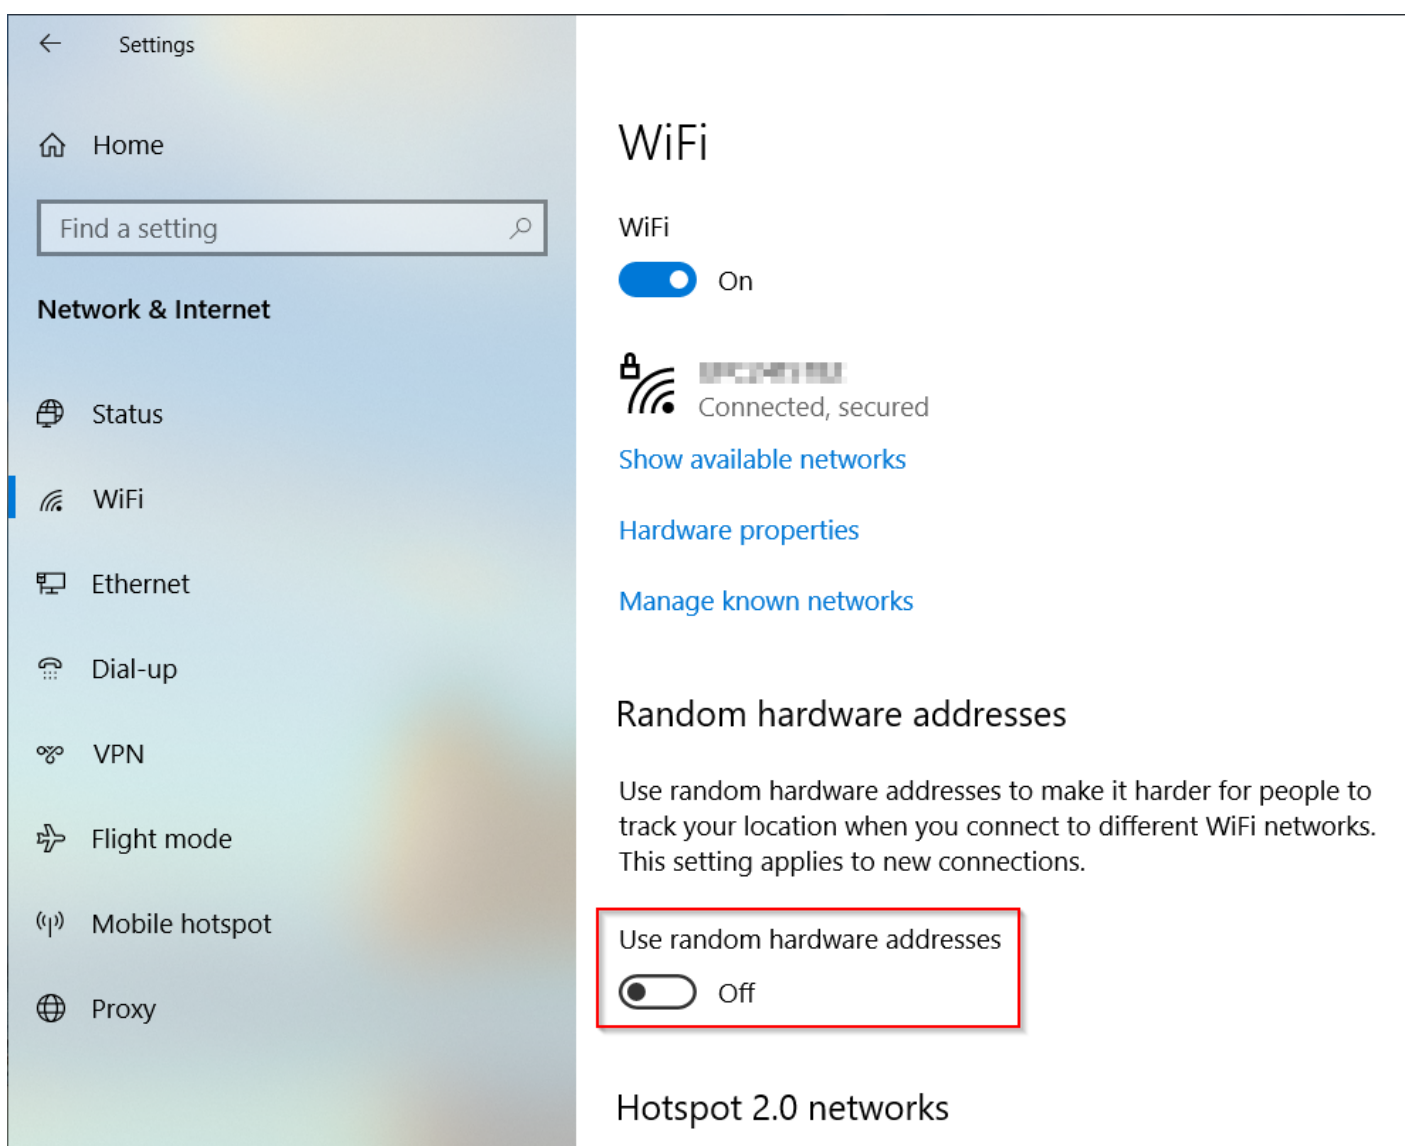 Settings
Home
Find a setting
Network & Internet
Status
WiFi
Ethernet
Dial-up
VPN
Flight mode
Mobile hotspot
Proxy
WiFi
WiFi
On
Connected, secured
Show available networks
Hardware properties
Manage known networks
Random hardware addresses
Use random hardware addresses to make it harder for people to
track your location when you connect to different WiFi networks.
This setting applies to new connections.
Use random hardware addresses
Off
Hotspot 2.0 networks